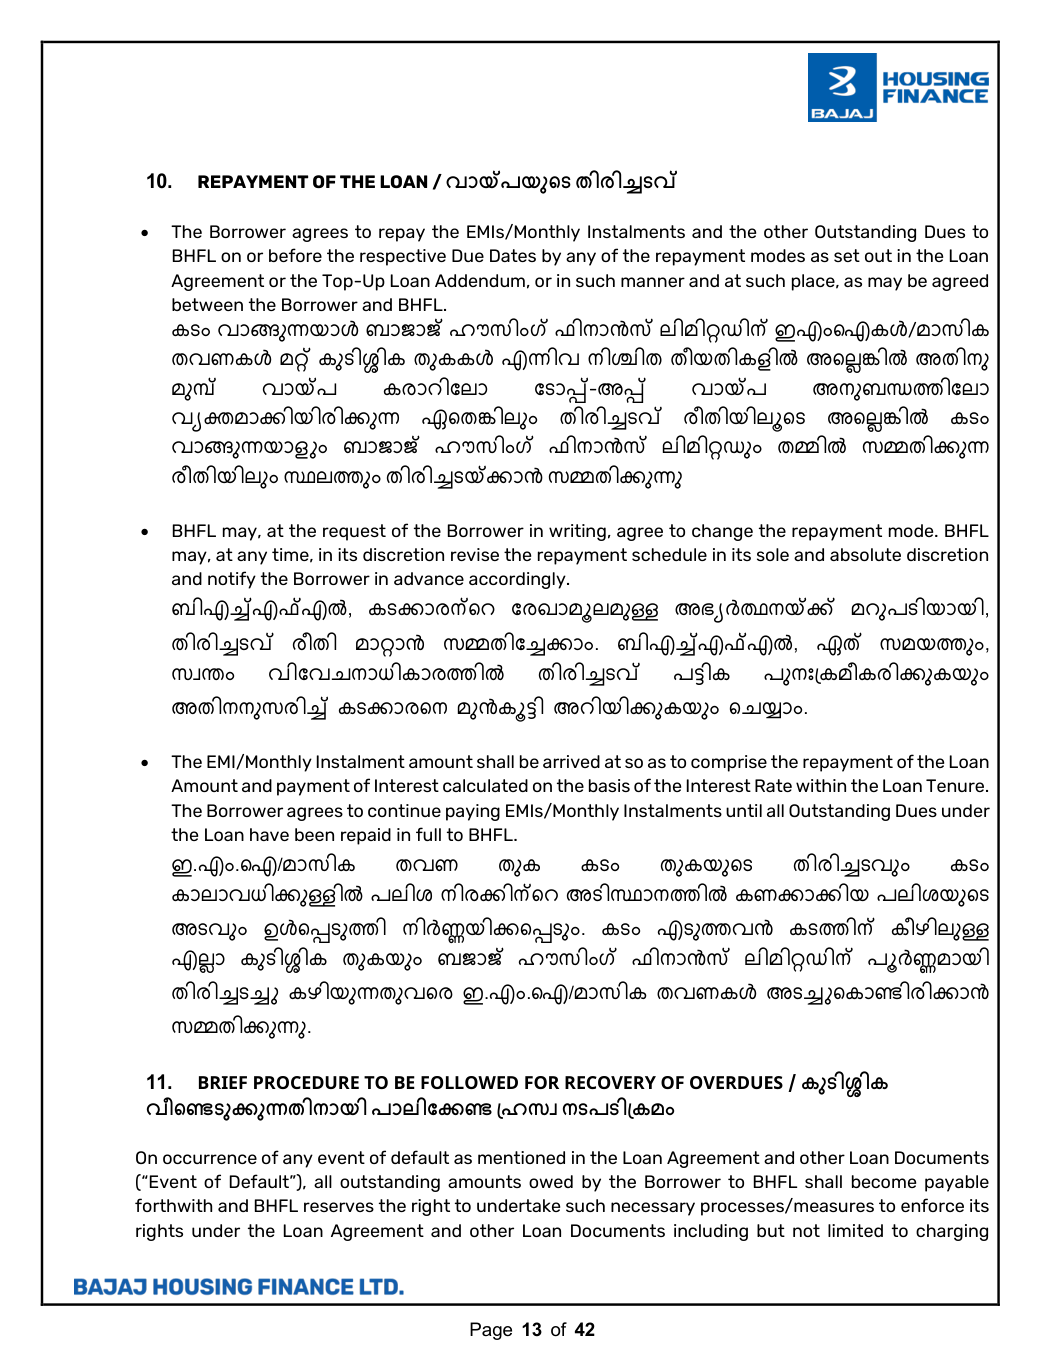 BAJAJ
HOUSING
FINANCE
10. REPAYMENT OF THE LOAN / വായ്പയുടെ തിരിച്ചടവ്
• The Borrower agrees to repay the EMIs/Monthly Instalments and the other Outstanding Dues to
BHFL on or before the respective Due Dates by any of the repayment modes as set out in the Loan
Agreement or the Top-Up Loan Addendum, or in such manner and at such place, as may be agreed
between the Borrower and BHFL.
കടം വാങ്ങുന്നയാൾ ബാജാജ് ഹൗസിംഗ് ഫിനാൻസ് ലിമിറ്റഡിന് ഇഎംഐകൾ/മാസിക
തവണകൾ മറ്റ് കുടിശ്ശിക തുകകൾ എന്നിവ നിശ്ചിത തീയതികളിൽ അല്ലെങ്കിൽ അതിനു
മുമ്പ് വായ്പ കരാറിലോ ടോപ്പ്-അപ്പ് വായ്പ അനുബന്ധത്തിലോ
വ്യക്തമാക്കിയിരിക്കുന്ന ഏതെങ്കിലും തിരിച്ചടവ് രീതിയിലൂടെ അല്ലെങ്കിൽ കടം
വാങ്ങുന്നയാളും ബാജാജ് ഹൗസിംഗ് ഫിനാൻസ് ലിമിറ്റഡും തമ്മിൽ സമ്മതിക്കുന്ന
രീതിയിലും സ്ഥലത്തും തിരിച്ചടയ്ക്കാൻ സമ്മതിക്കുന്നു
• BHFL may, at the request of the Borrower in writing, agree to change the repayment mode. BHFL
may, at any time, in its discretion revise the repayment schedule in its sole and absolute discretion
and notify the Borrower in advance accordingly.
ബിഎച്ച്എഫ്എൽ, കടക്കാരന്റെ രേഖാമൂലമുള്ള അഭ്യർത്ഥനയ്ക്ക് മറുപടിയായി,
തിരിച്ചടവ് രീതി മാറ്റാൻ സമ്മതിച്ചേക്കാം. ബിഎച്ച്എഫ്എൽ, ഏത് സമയത്തും,
സ്വന്തം വിവേചനാധികാരത്തിൽ തിരിച്ചടവ് പട്ടിക പുനഃക്രമീകരിക്കുകയും
അതിനനുസരിച്ച് കടക്കാരനെ മുൻകൂട്ടി അറിയിക്കുകയും ചെയ്യാം.
• The EMI/Monthly Instalment amount shall be arrived at so as to comprise the repayment of the Loan
Amount and payment of Interest calculated on the basis of the Interest Rate within the Loan Tenure.
The Borrower agrees to continue paying EMIs/Monthly Instalments until all Outstanding Dues under
the Loan have been repaid in full to BHFL.
ഇ.എം.ഐ/മാസിക തവണ തുക കടം തുകയുടെ തിരിച്ചടവും കടം
കാലാവധിക്കുള്ളിൽ പലിശ നിരക്കിന്റെ അടിസ്ഥാനത്തിൽ കണക്കാക്കിയ പലിശയുടെ
അടവും ഉൾപ്പെടുത്തി നിർണ്ണയിക്കപ്പെടും. കടം എടുത്തവൻ കടത്തിന് കീഴിലുള്ള
എല്ലാ കുടിശ്ശിക തുകയും ബജാജ് ഹൗസിംഗ് ഫിനാൻസ് ലിമിറ്റഡിന് പൂർണ്ണമായി
തിരിച്ചടച്ചു കഴിയുന്നതുവരെ ഇ.എം.ഐ/മാസിക തവണകൾ അടച്ചുകൊണ്ടിരിക്കാൻ
സമ്മതിക്കുന്നു.
11. BRIEF PROCEDURE TO BE FOLLOWED FOR RECOVERY OF OVERDUES / കുടിശ്ശിക
വീണ്ടെടുക്കുന്നതിനായി പാലിക്കേണ്ട ഹ്രസ്വ നടപടിക്രമം
On occurrence of any event of default as mentioned in the Loan Agreement and other Loan Documents
(“Event of Default”), all outstanding amounts owed by the Borrower to BHFL shall become payable
forthwith and BHFL reserves the right to undertake such necessary processes/measures to enforce its
rights under the Loan Agreement and other Loan Documents including but not limited to charging
BAJAJ HOUSING FINANCE LTD.
Page 13 of 42